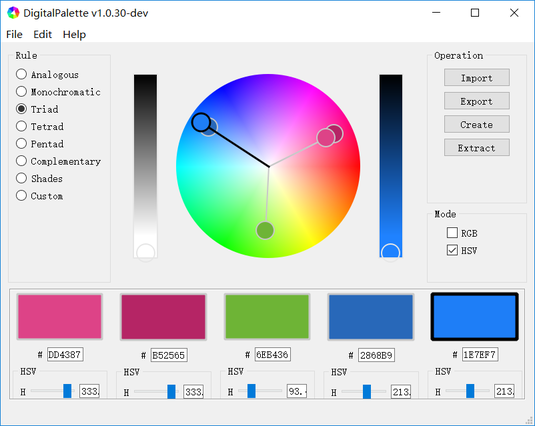 DigitalPalette v1.0.30-dev
File Edit Help
Rule
Analogous
Monochromatic
Triad
Tetrad
Pentad
Complementary
Shades
Custom
Operation
Import
Export
Create
Extract
Mode
RGB
HSV
# DD4387 # B52565 # 6EB436 # 2868B9 # 1E7EF7
HSV HSV HSV HSV HSV
H 333. H 333. H 93. H 213. H 213.